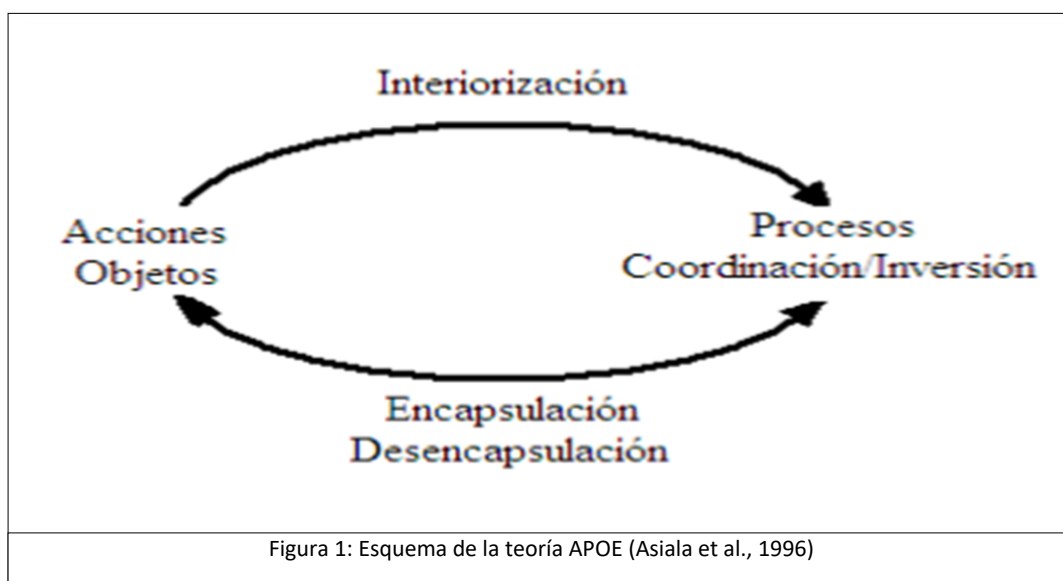 Interiorización
Acciones
Objetos
Procesos
Coordinación/Inversión
Encapsulación
Desencapsulación
Figura 1: Esquema de la teoría APOE (Asiala et al., 1996)